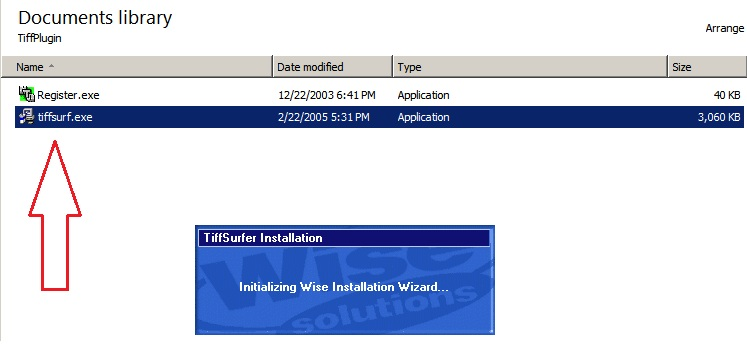 Documents library
TiffPlugin
Arrange
Name Date modified Type Size
Register.exe 12/22/2003 6:41 PM Application 40 KB
tiffsurf.exe 2/22/2005 5:31 PM Application 3,060 KB
TiffSurfer Installation
Wise
Initializing Wise Installation Wizard...
solutions